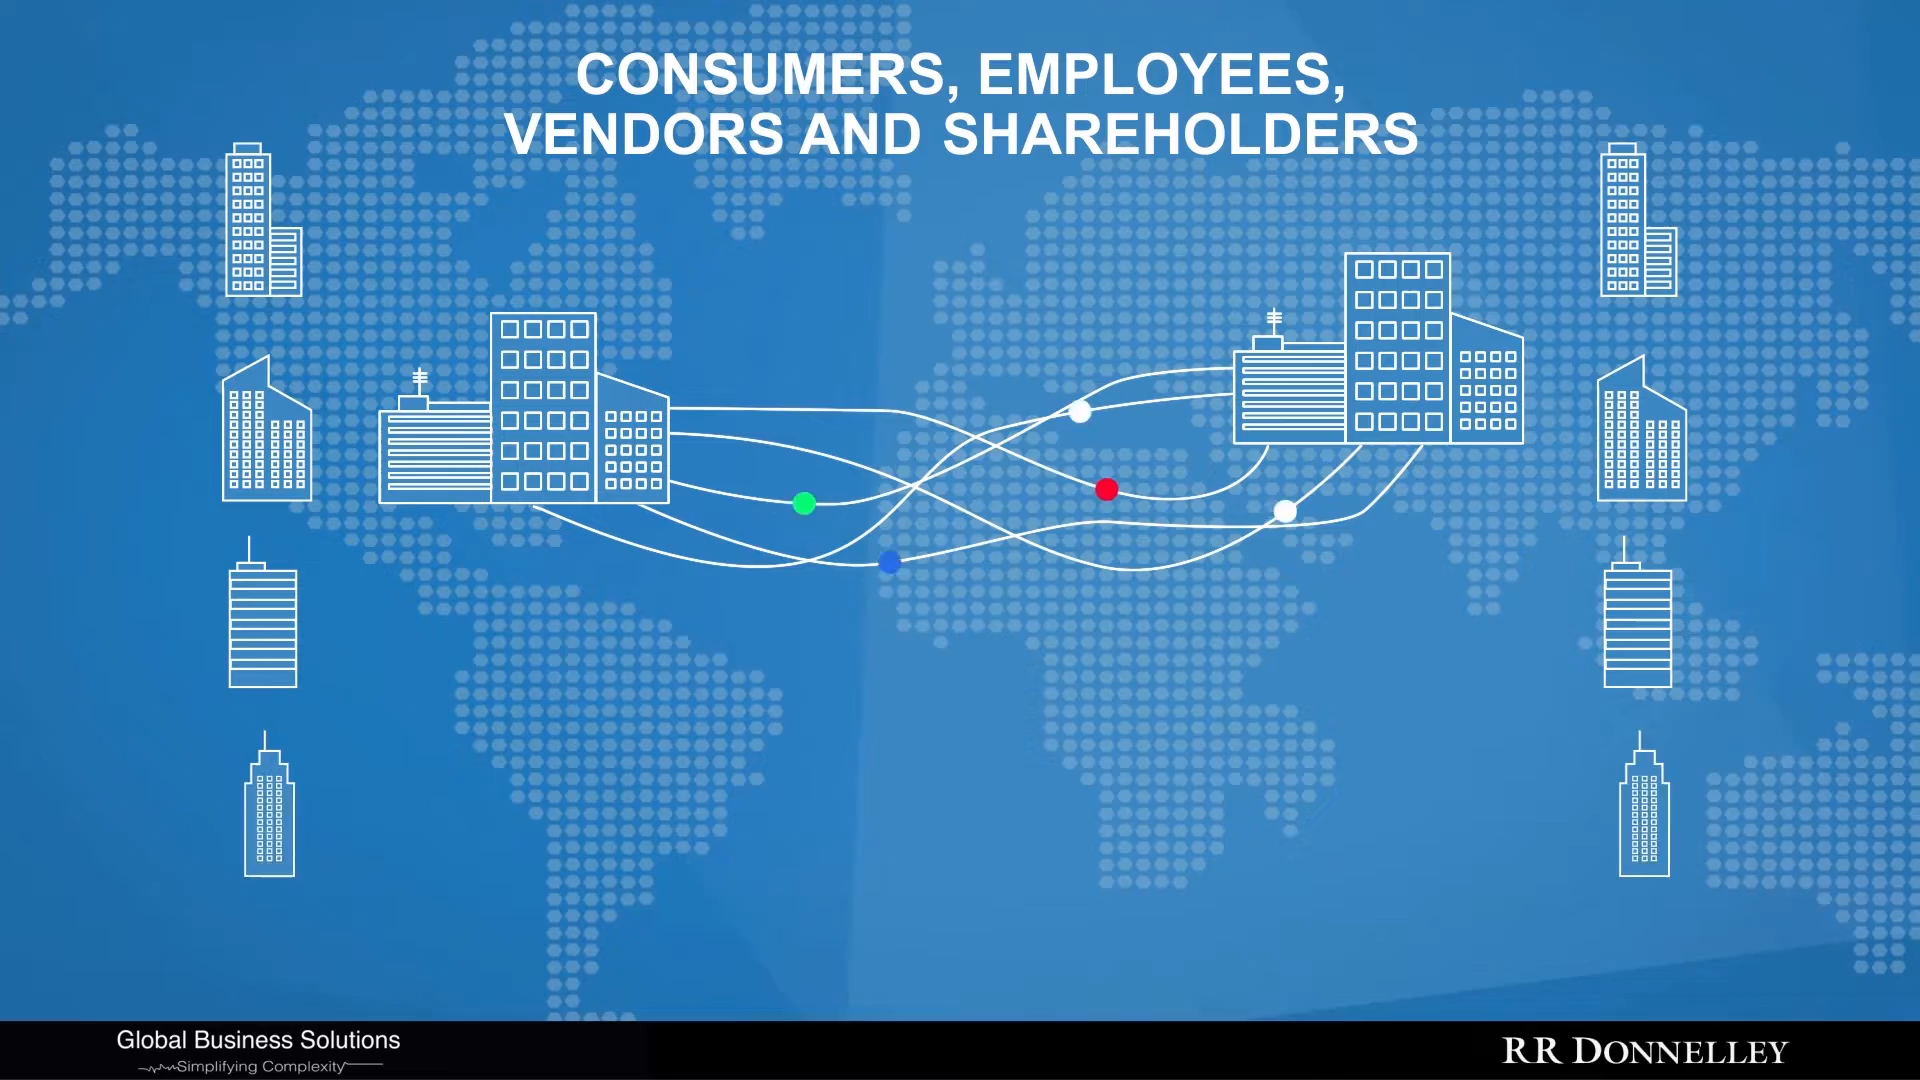 CONSUMERS, EMPLOYEES,
VENDORS AND SHAREHOLDERS
Global Business Solutions
Simplifying Complexity
RR DONNELLEY